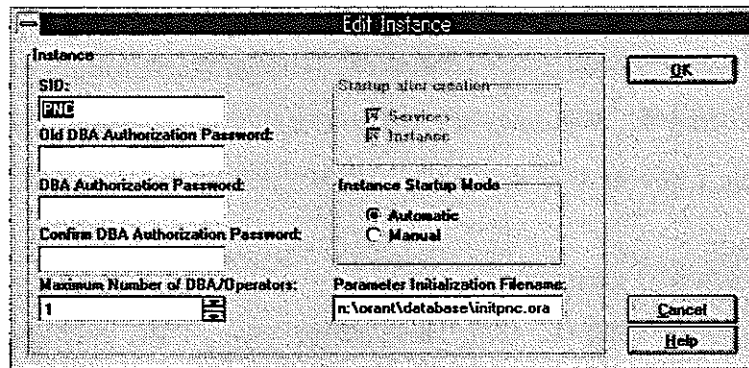 Edit Instance
Instance
SID:
PNC
Old DBA Authorization Password:
DBA Authorization Password:
Confirm DBA Authorization Password:
Maximum Number of DBA/Operators:
1
Startup after creation
Services
Instance
Instance Startup Mode
Automatic
Manual
Parameter Initialization Filename:
n:\orant\database\initpnc.ora
OK
Cancel
Help